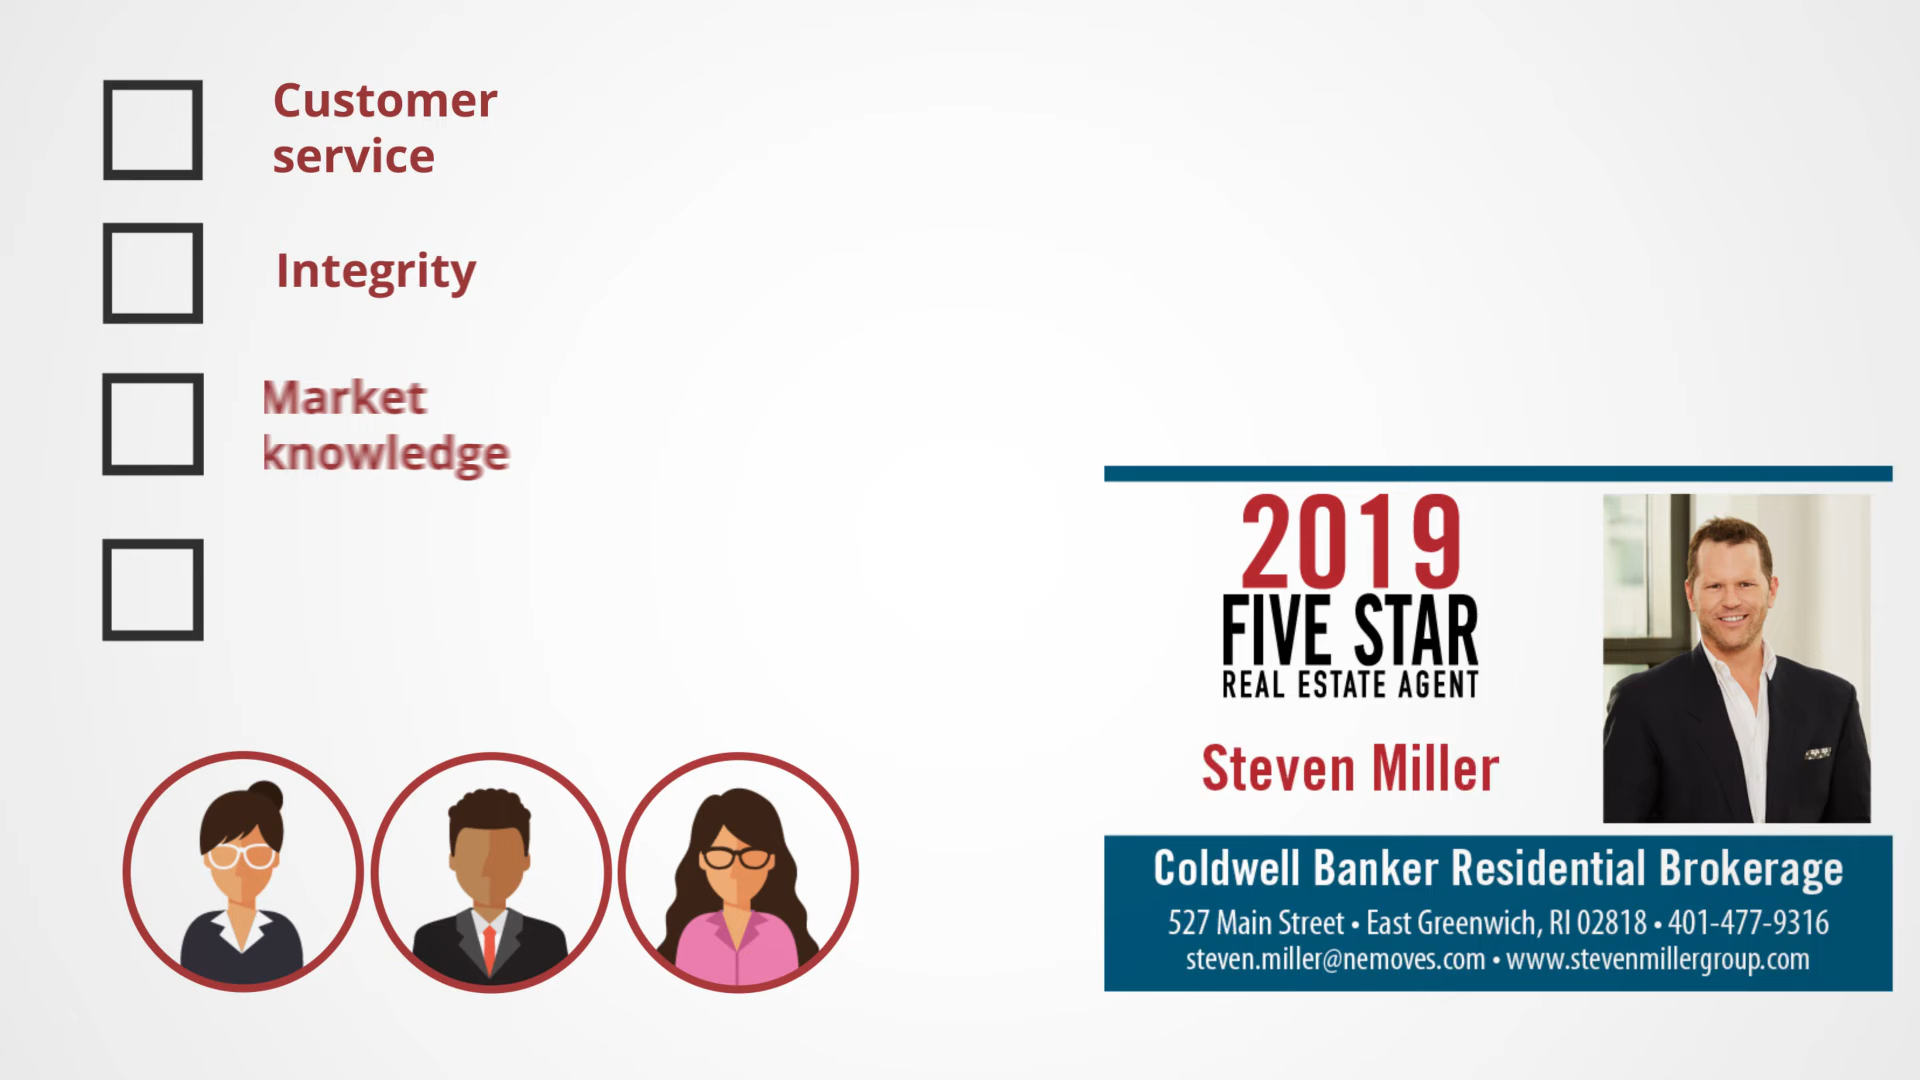 Customer
service
Integrity
Market
knowledge
2019
FIVE STAR
REAL ESTATE AGENT
Steven Miller
Coldwell Banker Residential Brokerage
527 Main Street • East Greenwich, RI 02818 • 401-477-9316
steven.miller@nemoves.com • www.stevenmillergroup.com